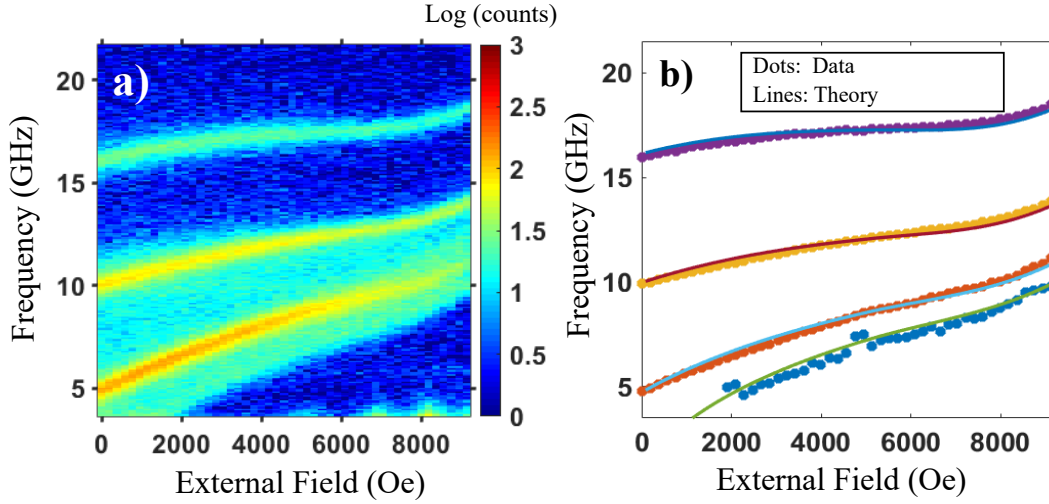 Log (counts)
a)
20
15
10
5
0
2000
4000
6000
8000
Frequency (GHz)
External Field (Oe)
3
2.5
2
1.5
1
0.5
0
b)
Dots: Data
Lines: Theory
20
15
10
5
0
2000
4000
6000
8000
Frequency (GHz)
External Field (Oe)